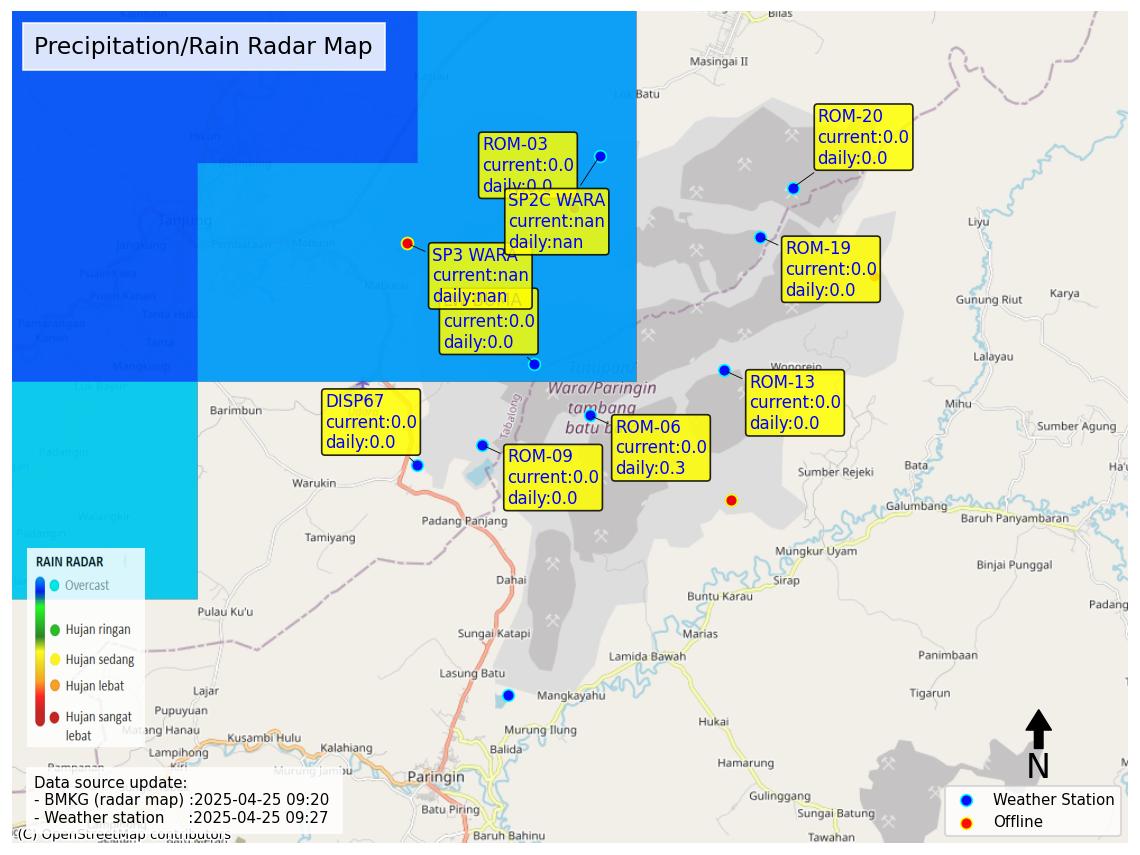 Precipitation/Rain Radar Map
Bilas
Masingai II
Batu
ROM-20
current:0.0
daily:0.0
ROM-03
current:0.0
daily:0.0
SP2C WARA
current:nan
daily:nan
Tanjung
Liyu
ROM-19
current:0.0
daily:0.0
SP3 WARA
current:nan
daily:nan
current:0.0
daily:0.0
Gunung Riut
Karya
Lalayau
Wonorejo
Tutupan/
Wara/Paringin
tambang
batu b
ROM-13
current:0.0
daily:0.0
DISP67
current:0.0
daily:0.0
Barimbun
Tabalong
ROM-06
current:0.0
daily:0.3
ROM-09
current:0.0
daily:0.0
Mihu
Sumber Agung
Bata
Sumber Rejeki
Warukin
Galumbang
Baruh Panyambaran
Padang Panjang
Tamiyang
Mungkur Uyam
Binjai Punggal
RAIN RADAR
Overcast
Hujan ringan
Hujan sedang
Hujan lebat
Hujan sangat
lebat
Dahai
Sirap
Buntu Karau
Padang
Pulau Ku'u
Sungai Katapi
Marias
Lamida Bawah
Panimbaan
Lasung Batu
Lajar
Mangkayahu
Tigarun
Pupuyuan
Matang Hanau
Hukai
Murung Ilung
Kusambi Hulu
Kalahiang
Lampihong
Balida
Hamarung
Murung Jambu
Paringin
N
Data source update:
- BMKG (radar map) :2025-04-25 09:20
- Weather station :2025-04-25 09:27
(C) OpenStreetMap contributors
Gulinggang
Batu Piring
Sungai Batung
Baruh Bahinu
Tawahan
Weather Station
Offline